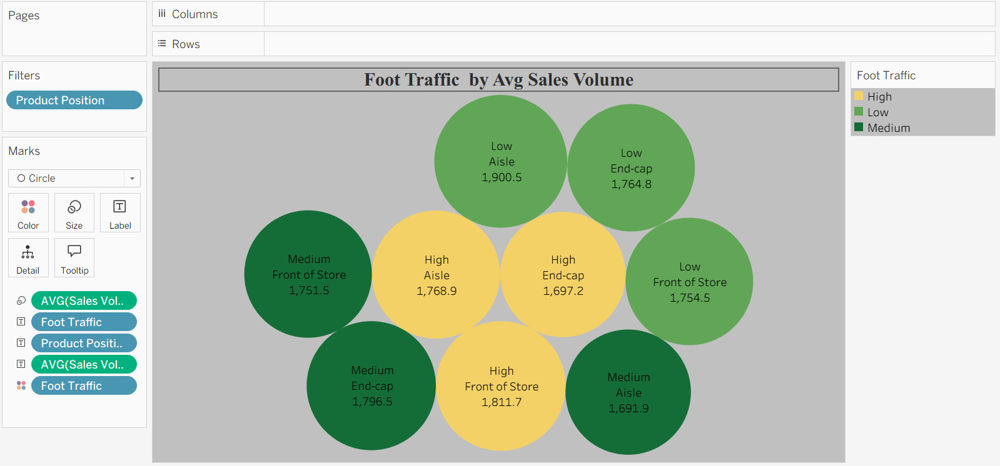 Pages
Columns
Rows
Filters
Product Position
Marks
Circle
Color
Size
Label
Detail
Tooltip
AVG(Sales Vol..
Foot Traffic
Product Positi..
AVG(Sales Vol..
Foot Traffic
Foot Traffic  by Avg Sales Volume
Low
Aisle
1,900.5
Low
End-cap
1,764.8
Medium
Front of Store
1,751.5
High
Aisle
1,768.9
High
End-cap
1,697.2
Low
Front of Store
1,754.5
Medium
End-cap
1,796.5
High
Front of Store
1,811.7
Medium
Aisle
1,691.9
Foot Traffic
High
Low
Medium